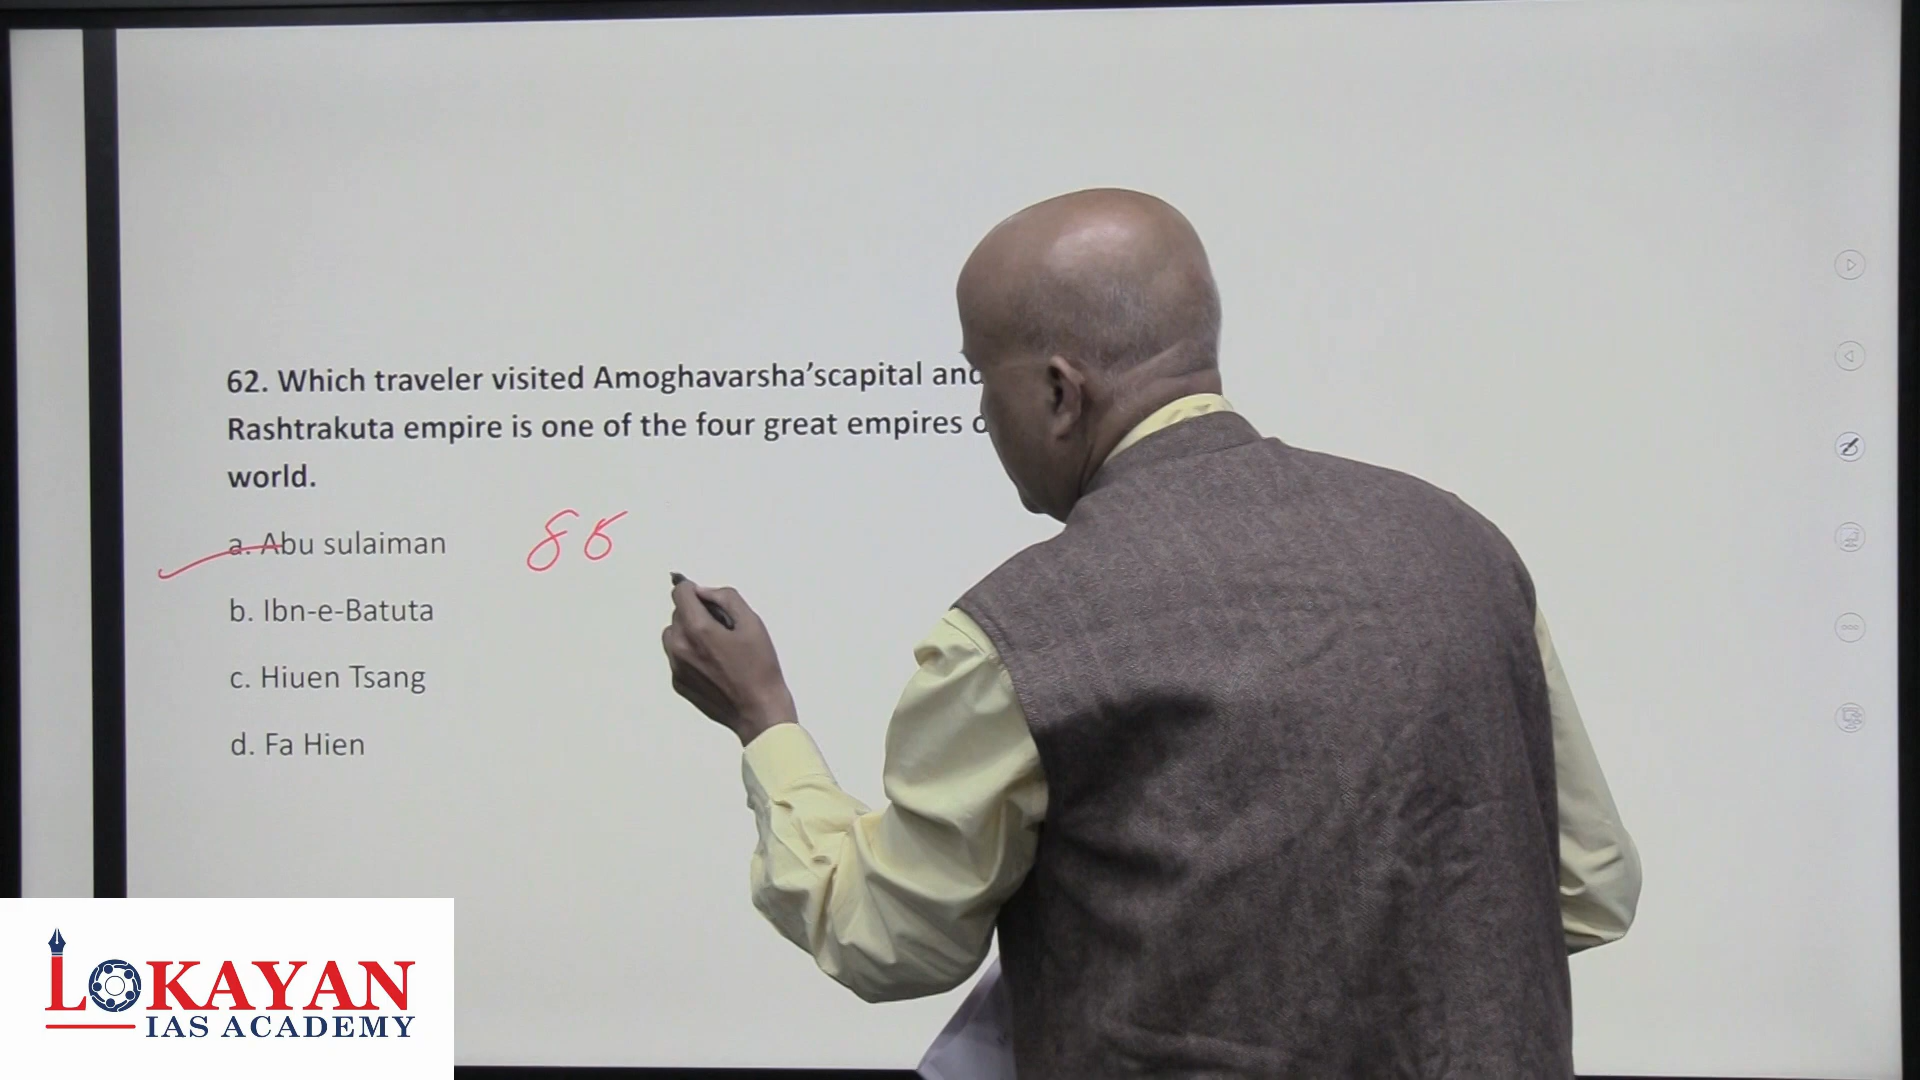 62. Which traveler visited Amoghavarsha'scapital and
Rashtrakuta empire is one of the four great empires o
world.
a. Abu sulaiman
88
b. Ibn-e-Batuta
c. Hiuen Tsang
d. Fa Hien
LOKAYAN
IAS ACADEMY